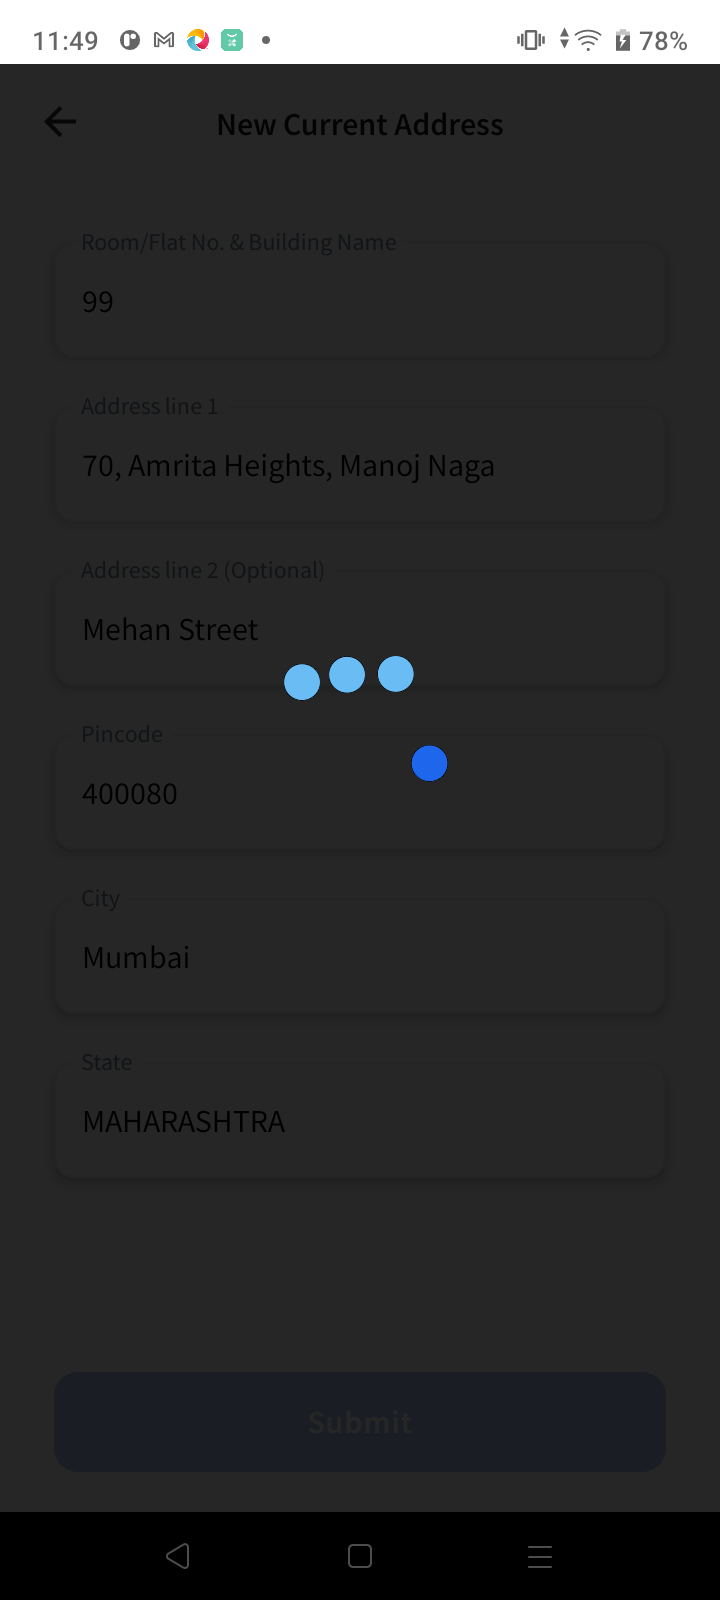 11:49
78%
New Current Address
Room/Flat No. & Building Name
99
Address line 1
70, Amrita Heights, Manoj Naga
Address line 2 (Optional)
Mehan Street
Pincode
400080
City
Mumbai
State
MAHARASHTRA
Submit